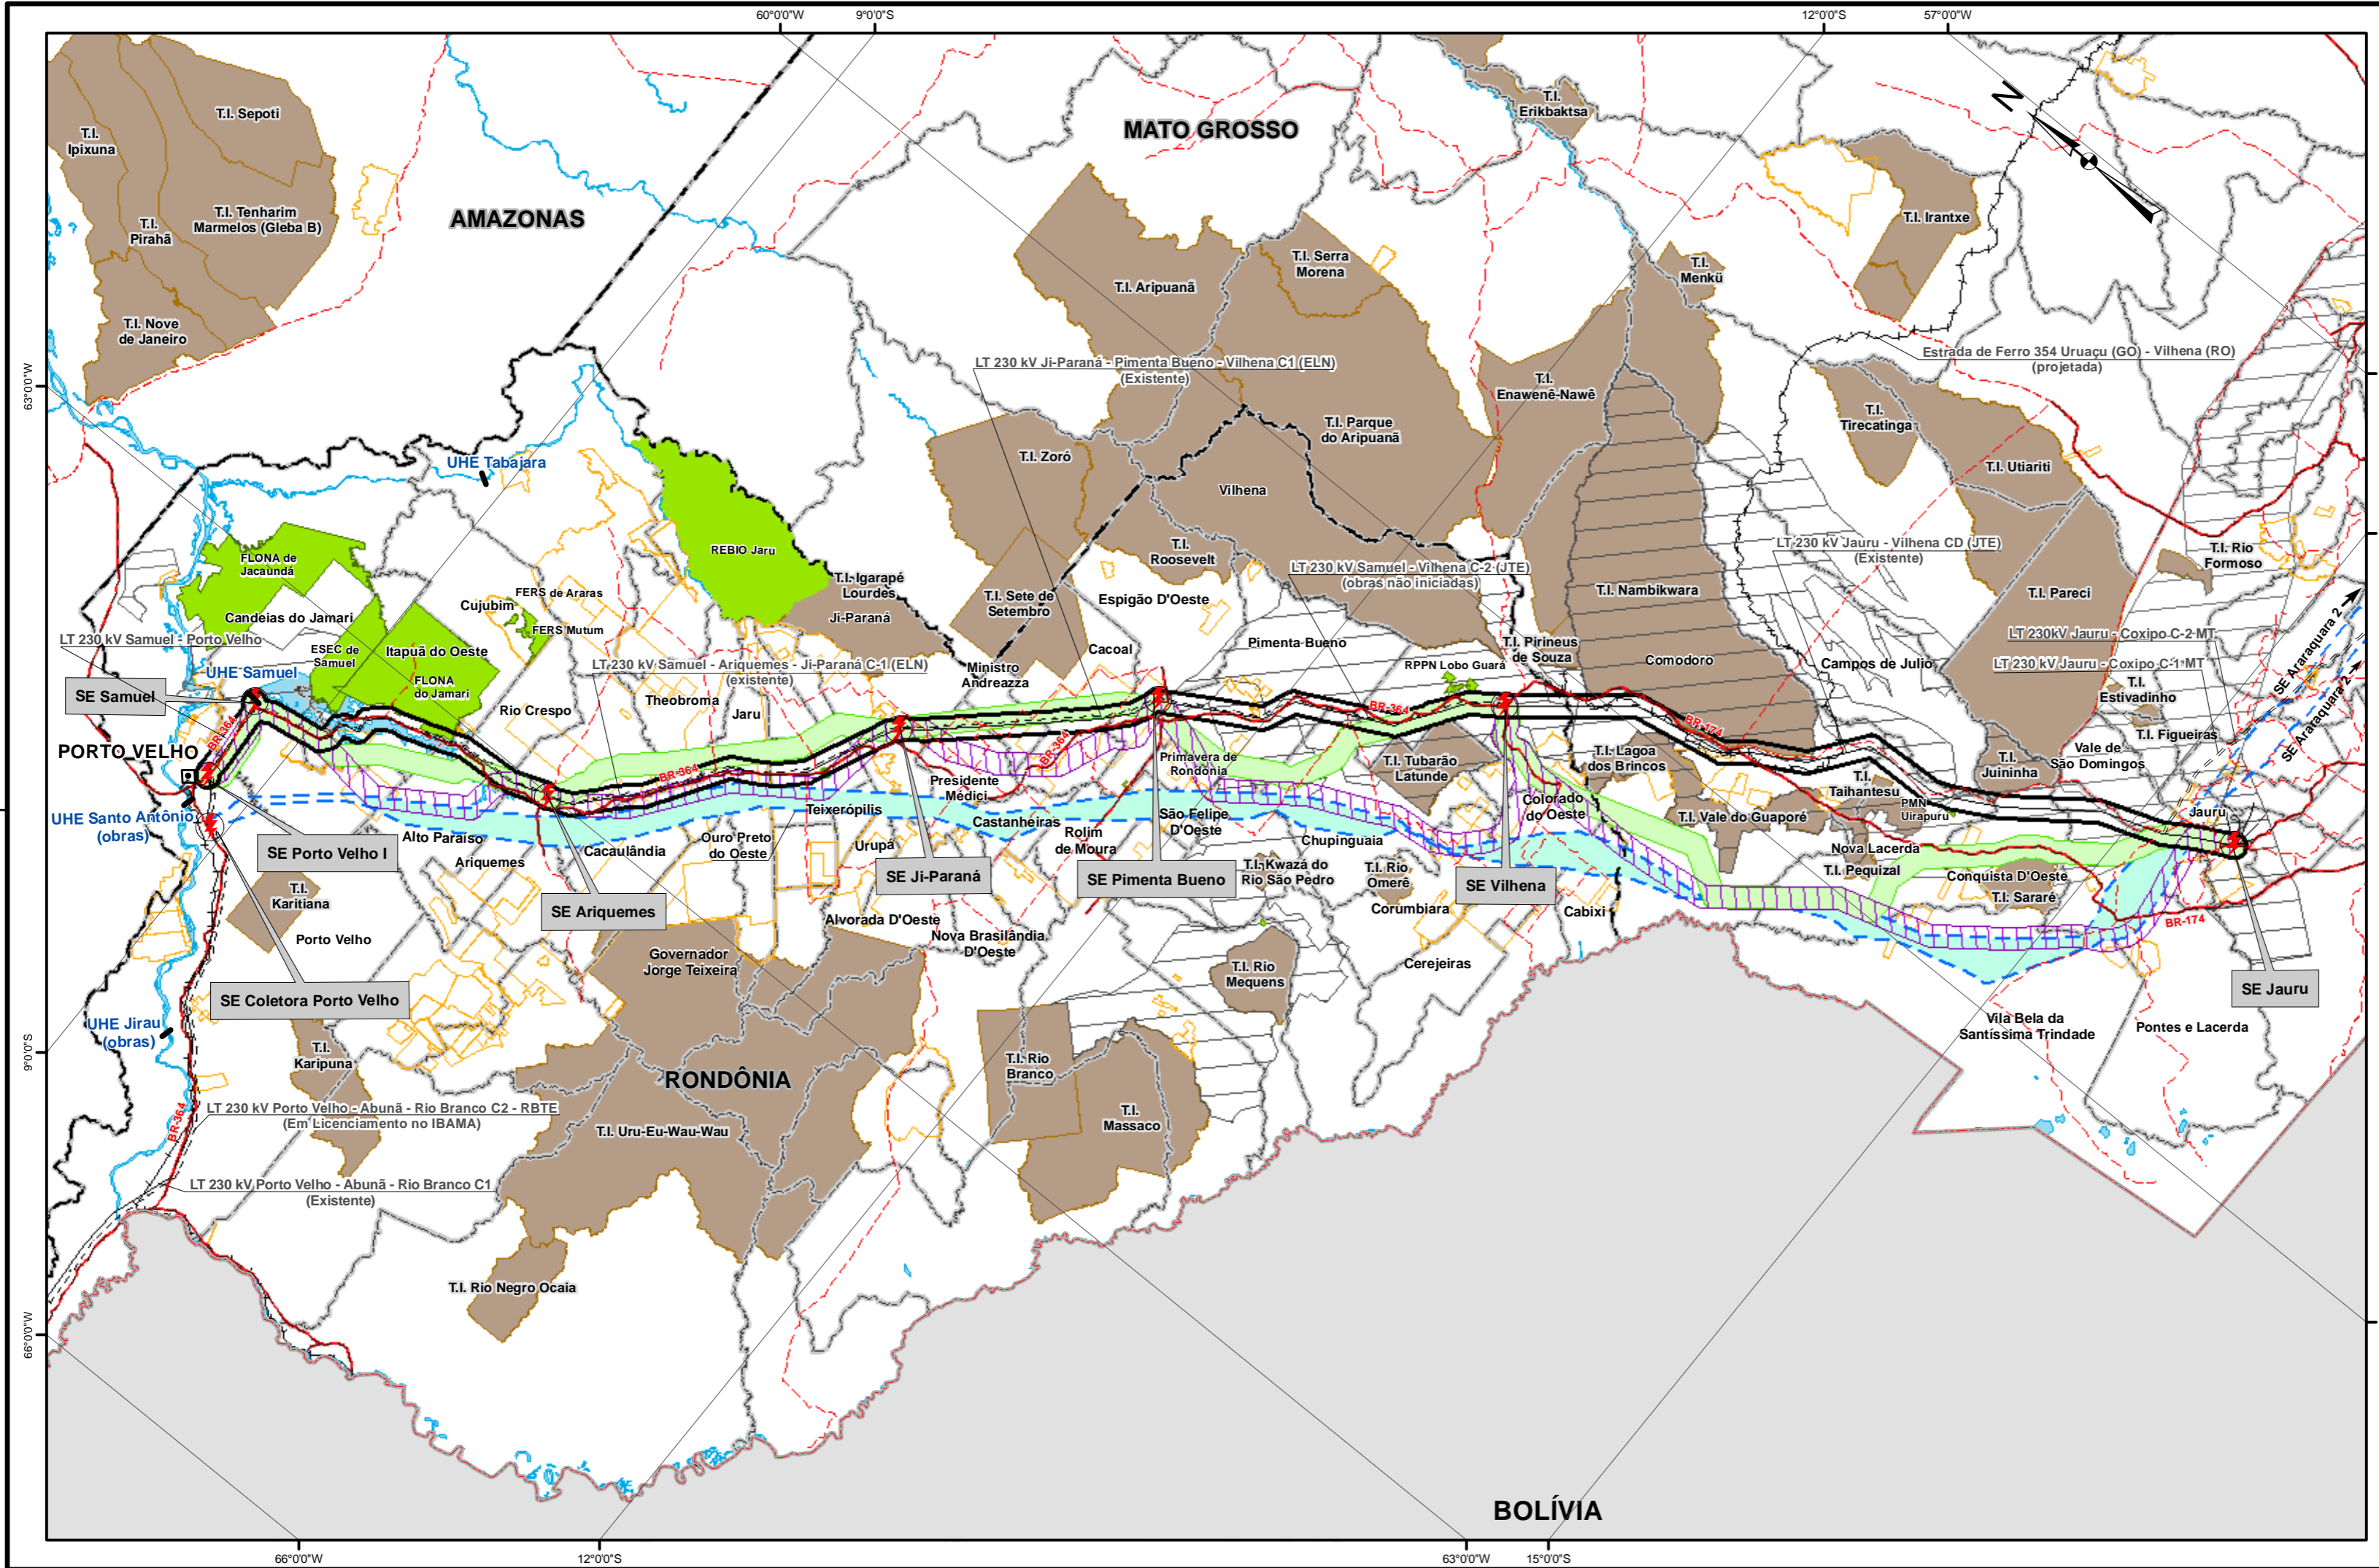 60°0'0"W
9°0'0"S
12°0'0"S
57°0'0"W
N
MATO GROSSO
AMAZONAS
T.I. Sepoti
T.I.
Ipixuna
T.I. Tenharim
Marmelos (Gleba B)
T.I.
Pirahã
T.I. Nove
de Janeiro
T.I.
Erikbaktsa
T.I. Irantxe
T.I. Serra
Morena
T.I.
Menkü
T.I. Aripuanã
LT 230 kV Ji-Paraná - Pimenta Bueno - Vilhena C1 (ELN)
(Existente)
Estrada de Ferro 354 Uruaçu (GO) - Vilhena (RO)
(projetada)
63°0'0"W
T.I.
Enawenê-Nawê
T.I. Parque
do Aripuanã
T.I.
Tirecatinga
T.I. Zoró
UHE Tabajara
T.I. Utiariti
Vilhena
REBIO Jaru
FLONA de
Jacaundá
T.I.
Roosevelt
LT 230 kV Jauru - Vilhena CD (JTE)
(Existente)
T.I. Rio
Formoso
LT 230 kV Samuel - Vilhena C-2 (JTE)
(obras não iniciadas)
T.I. Igarapé
Lourdes
Ji-Paraná
T.I. Sete de
Setembro
Espigão D'Oeste
T.I. Nambikwara
T.I. Pareci
FERS de Araras
Cujubim
FERS Mutum
Candeias do Jamari
LT 230 kV Samuel - Porto Velho
ESEC de
Samuel
Itapuã do Oeste
FLONA
do Jamari
UHE Samuel
SE Samuel
LT 230 kV Samuel - Ariquemes - Ji-Paraná C-1 (ELN)
(existente)
Cacoal
Ministro
Andreazza
Pimenta Bueno
T.I. Pirineus
de Souza
RPPN Lobo Guará
Comodoro
Campos de Julio
LT 230kV Jauru - Coxipo C-2 MT
LT 230 kV Jauru - Coxipo C-1 MT
SE Araraquara 2
SE Araraquara 2
T.I.
Estivadinho
T.I. Figueiras
Theobroma
Jaru
Rio Crespo
BR-364
BR-364
BR-174
PORTO VELHO
BR-364
BR-364
Primavera de
Rondônia
T.I. Tubarão
Latunde
T.I. Lagoa
dos Brincos
Vale de
São Domingos
T.I.
Juininha
T.I.
Taihantesu
PMN
Uirapuru
Presidente
Médici
Teixerópilis
Castanheiras
São Felipe
D'Oeste
Colorado
do Oeste
T.I. Vale do Guaporé
Jauru
UHE Santo Antônio
(obras)
SE Porto Velho I
Alto Paraiso
Ariquemes
Cacaulândia
Ouro Preto
do Oeste
Urupá
Rolim
de Moura
Chupinguaia
Nova Lacerda
SE Ji-Paraná
SE Pimenta Bueno
T.I. Kwazá do
Rio São Pedro
T.I. Rio
Omerê
SE Vilhena
T.I. Pequizal
Conquista D'Oeste
T.I. Sararé
T.I.
Karitiana
SE Ariquemes
Corumbiara
Cabixi
BR-174
Alvorada D'Oeste
Nova Brasilândia
D'Oeste
Porto Velho
Governador
Jorge Teixeira
Cerejeiras
T.I. Rio
Mequens
SE Jauru
SE Coletora Porto Velho
UHE Jirau
(obras)
Vila Bela da
Santíssima Trindade
Pontes e Lacerda
9°0'0"S
T.I.
Karipuna
T.I. Rio
Branco
RONDÔNIA
BR-364
LT 230 kV Porto Velho - Abunã - Rio Branco C2 - RBTE
(Em Licenciamento no IBAMA)
T.I.
Massaco
T.I. Uru-Eu-Wau-Wau
LT 230 kV Porto Velho - Abunã - Rio Branco C1
(Existente)
T.I. Rio Negro Ocaia
66°0'0"W
BOLÍVIA
66°0'0"W
12°0'0"S
63°0'0"W
15°0'0"S